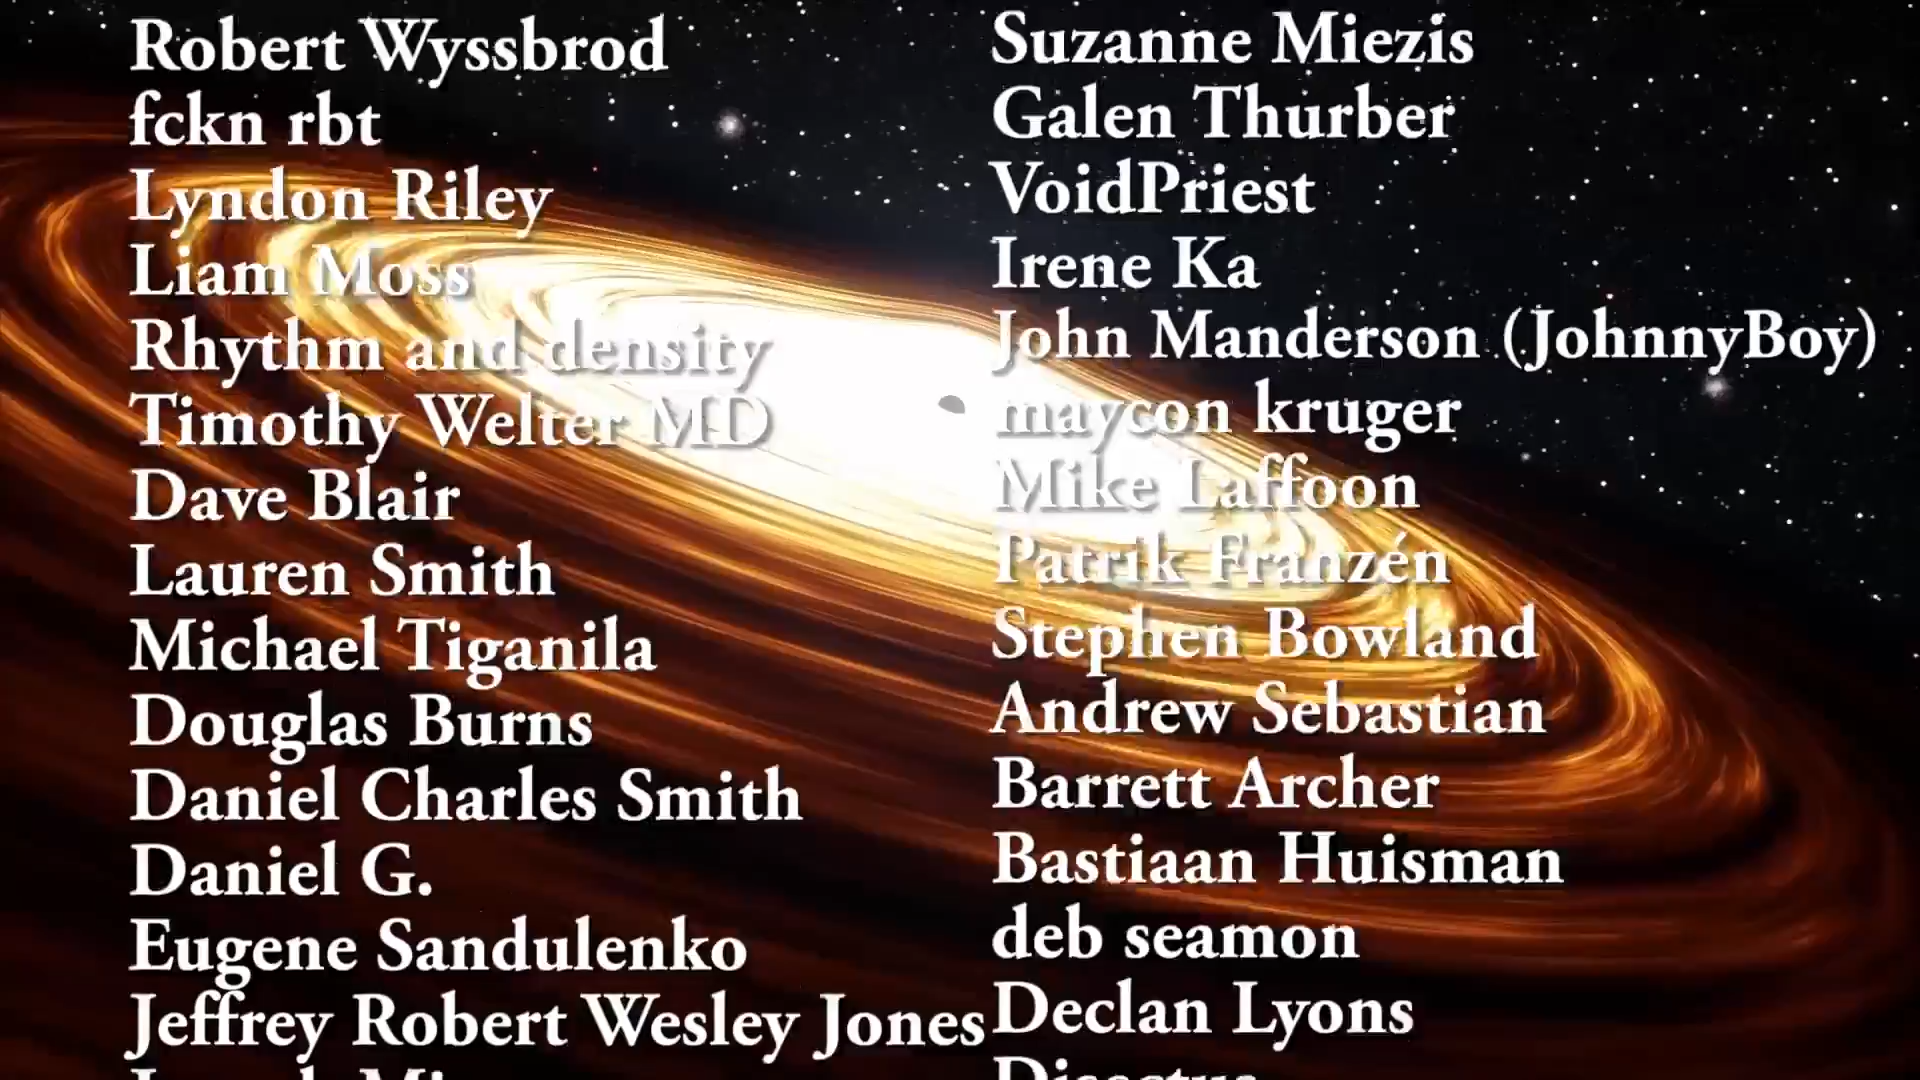 Robert Wyssbrod
fckn rbt
Lyndon Riley
Liam Moss
Rhythm and density
Timothy Welter MD
Dave Blair
Lauren Smith
Michael Tiganila
Douglas Burns
Daniel Charles Smith
Daniel G.
Eugene Sandulenko
Jeffrey Robert Wesley Jones
Suzanne Miezis
Galen Thurber
VoidPriest
Irene Ka
John Manderson (JohnnyBoy)
maycon kruger
Mike Laffoon
Patrik Franzén
Stephen Bowland
Andrew Sebastian
Barrett Archer
Bastiaan Huisman
deb seamon
Declan Lyons